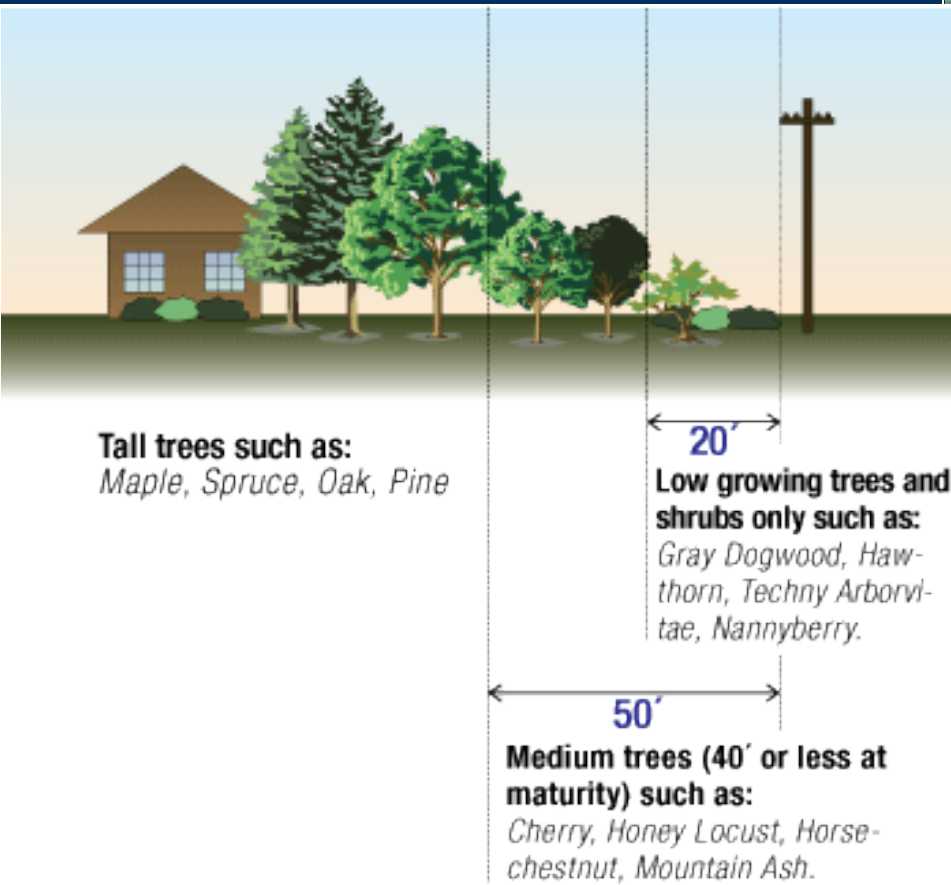 Tall trees such as:
Maple, Spruce, Oak, Pine
20´
Low growing trees and
shrubs only such as:
Gray Dogwood, Haw-
thorn, Techny Arborvi-
tae, Nannyberry.
50´
Medium trees (40´ or less at
maturity) such as:
Cherry, Honey Locust, Horse-
chestnut, Mountain Ash.